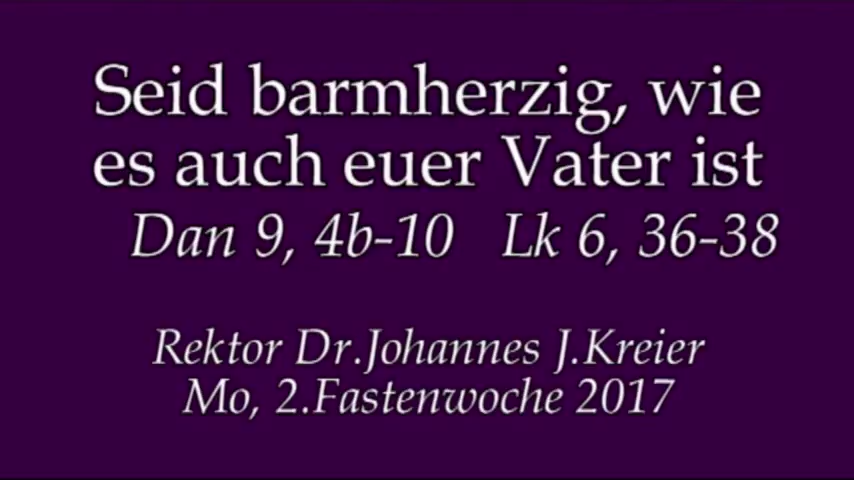 Seid barmherzig, wie
es auch euer Vater ist
Dan 9, 4b-10 Lk 6, 36-38
Rektor Dr.Johannes J.Kreier
Mo, 2.Fastenwoche 2017